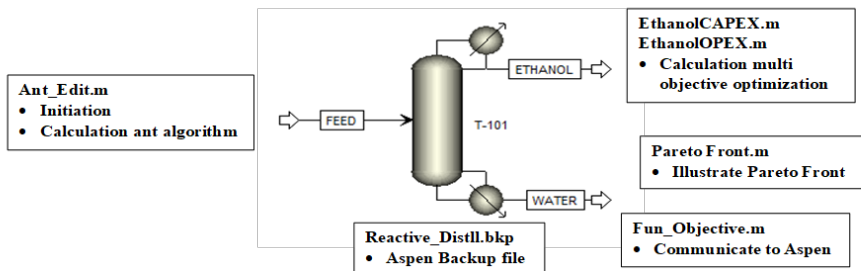 Ant_Edit.m
• Initiation
• Calculation ant algorithm
FEED
T-101
ETHANOL
WATER
EthanolCAPEX.m
EthanolOPEX.m
• Calculation multi
objective optimization
Pareto Front.m
• Illustrate Pareto Front
Reactive_Distll.bkp
• Aspen Backup file
Fun_Objective.m
• Communicate to Aspen